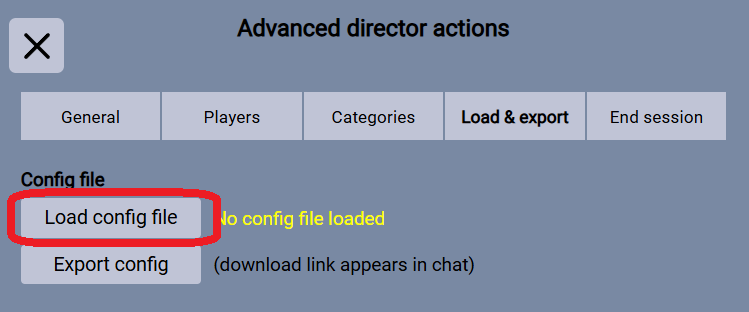 Advanced director actions
General Players Categories Load & export End session
Config file
Load config file No config file loaded
Export config (download link appears in chat)